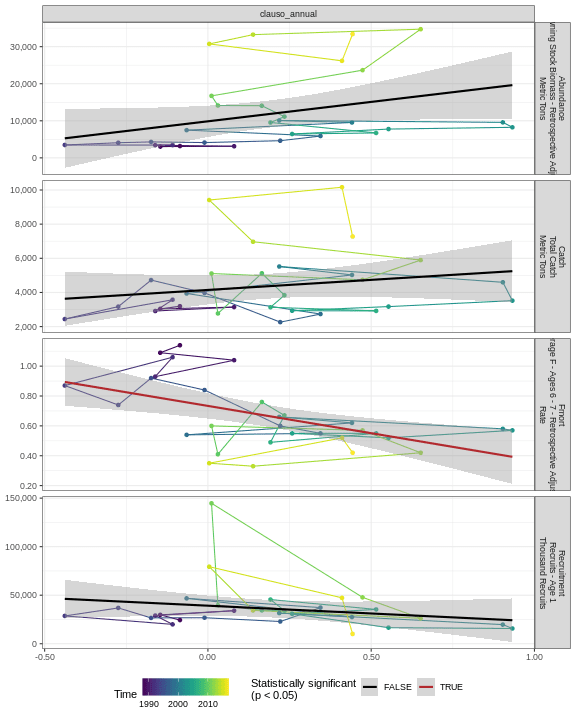 clauso_annual
30,000
20,000
10,000
0
Abundance
Stock Biomass - Retrospective
Metric Tons
10,000
8,000
6,000
4,000
2,000
Catch
Total Catch
Metric Tons
1.00
0.80
0.60
0.40
0.20
Fmort
F - Ages 6 - 7 - Retrospective
Rate
150,000
100,000
50,000
0
Recruitment
Recruits - Age 1
Thousand Recruits
-0.50
0.00
0.50
1.00
Time
1990
2000
2010
Statistically significant
(p < 0.05)
FALSE
TRUE